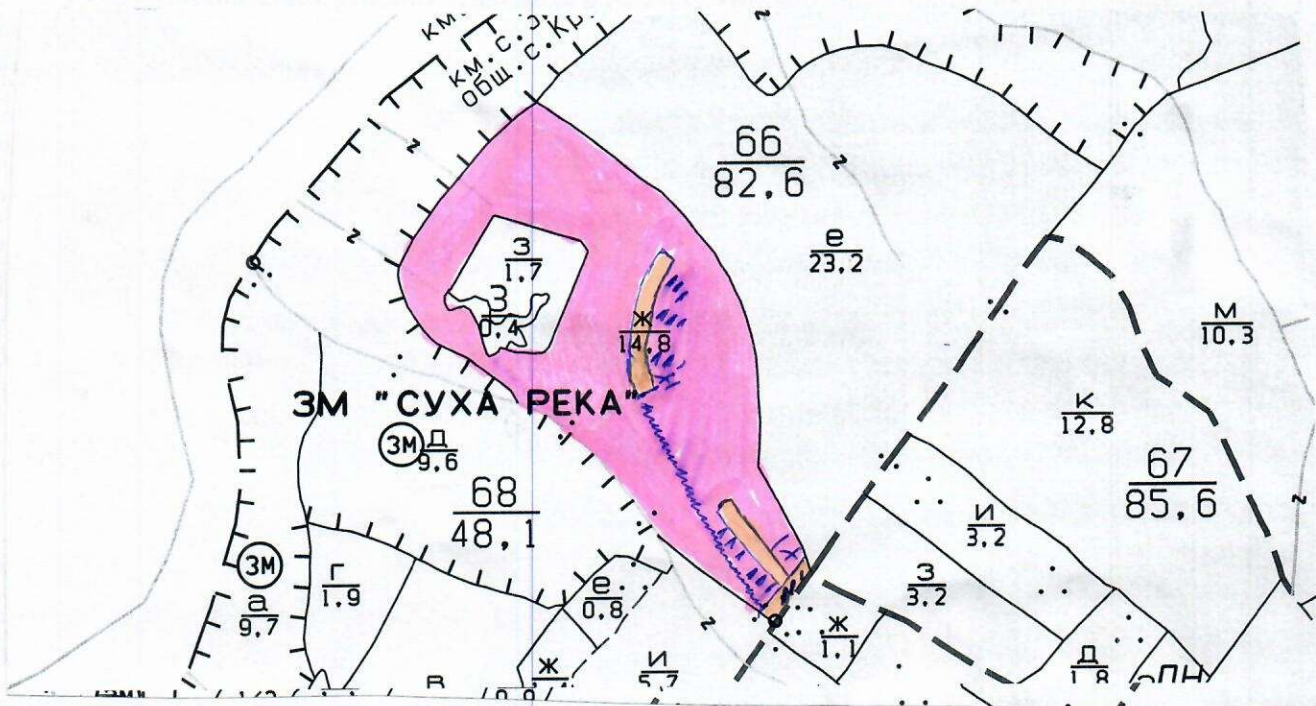 км.
км. с.
общ. с. Кр.
66
82,6
е
23,2
З
1,7
З
0,4
Ж
14,8
М
10,3
ЗМ "СУХА РЕКА"
К
12,8
ЗМ
Д
9,6
67
85,6
68
48,1
И
3,2
ЗМ
Г
1,9
а
9,7
е
0,8
З
3,2
Ж
1,1
Ж
И
5,7
Д
1,8